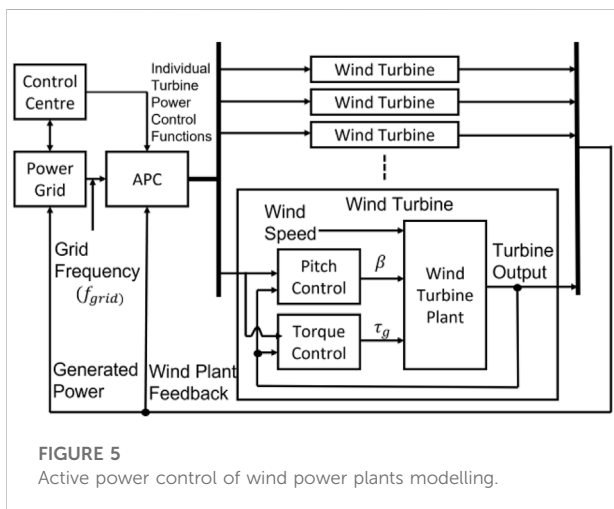 Control
Centre
Individual
Turbine
Power
Control
Functions
Wind Turbine
Wind Turbine
Wind Turbine
Power
Grid
APC
Grid
Frequency
(f_grid)
Generated
Power
Wind Plant
Feedback
Wind Turbine
Wind
Speed
Pitch
Control
β
Torque
Control
τ_g
Wind
Turbine
Plant
Turbine
Output
FIGURE 5
Active power control of wind power plants modelling.